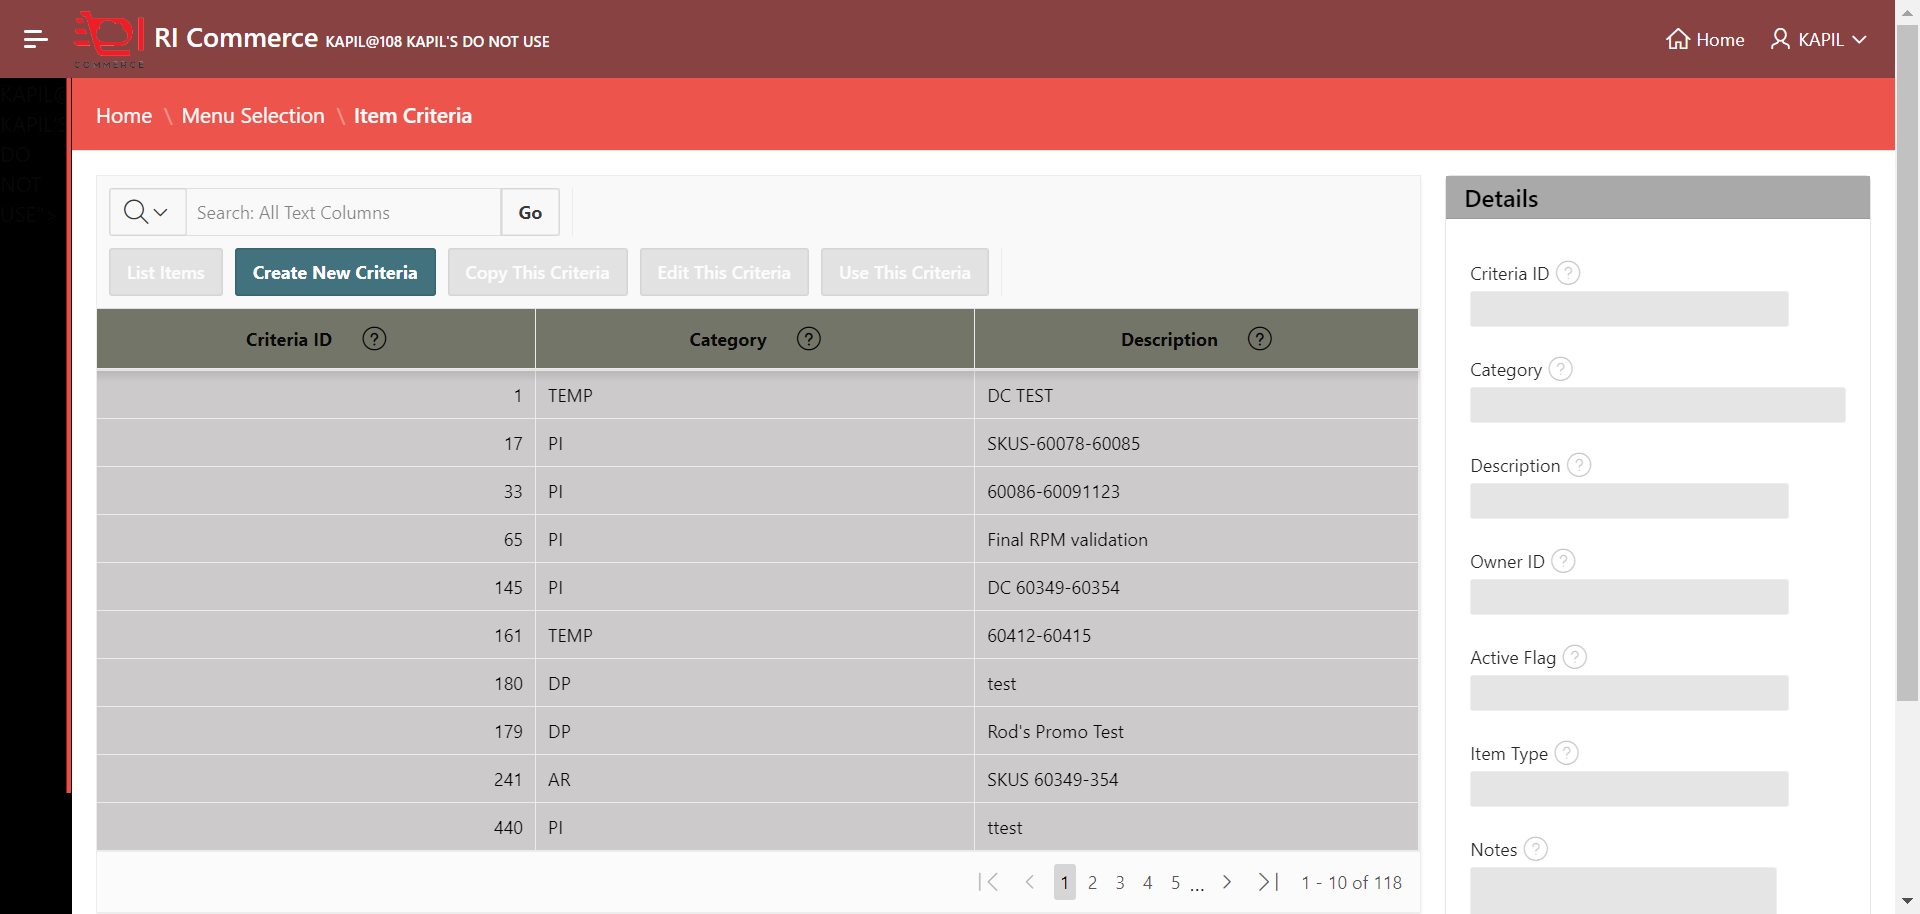 COMMERCE
RI Commerce KAPIL@108 KAPIL'S DO NOT USE
Home
KAPIL
KAPIL@
KAPIL'S
DO
NOT
USE
Home \ Menu Selection \ Item Criteria
Search: All Text Columns
Go
List Items
Create New Criteria
Copy This Criteria
Edit This Criteria
Use This Criteria
Criteria ID ? Category ? Description ?
1 TEMP DC TEST
17 PI SKUS-60078-60085
33 PI 60086-60091123
65 PI Final RPM validation
145 PI DC 60349-60354
161 TEMP 60412-60415
180 DP test
179 DP Rod's Promo Test
241 AR SKUS 60349-354
440 PI ttest
1 2 3 4 5 ... 1 - 10 of 118
Details
Criteria ID ?
Category ?
Description ?
Owner ID ?
Active Flag ?
Item Type ?
Notes ?